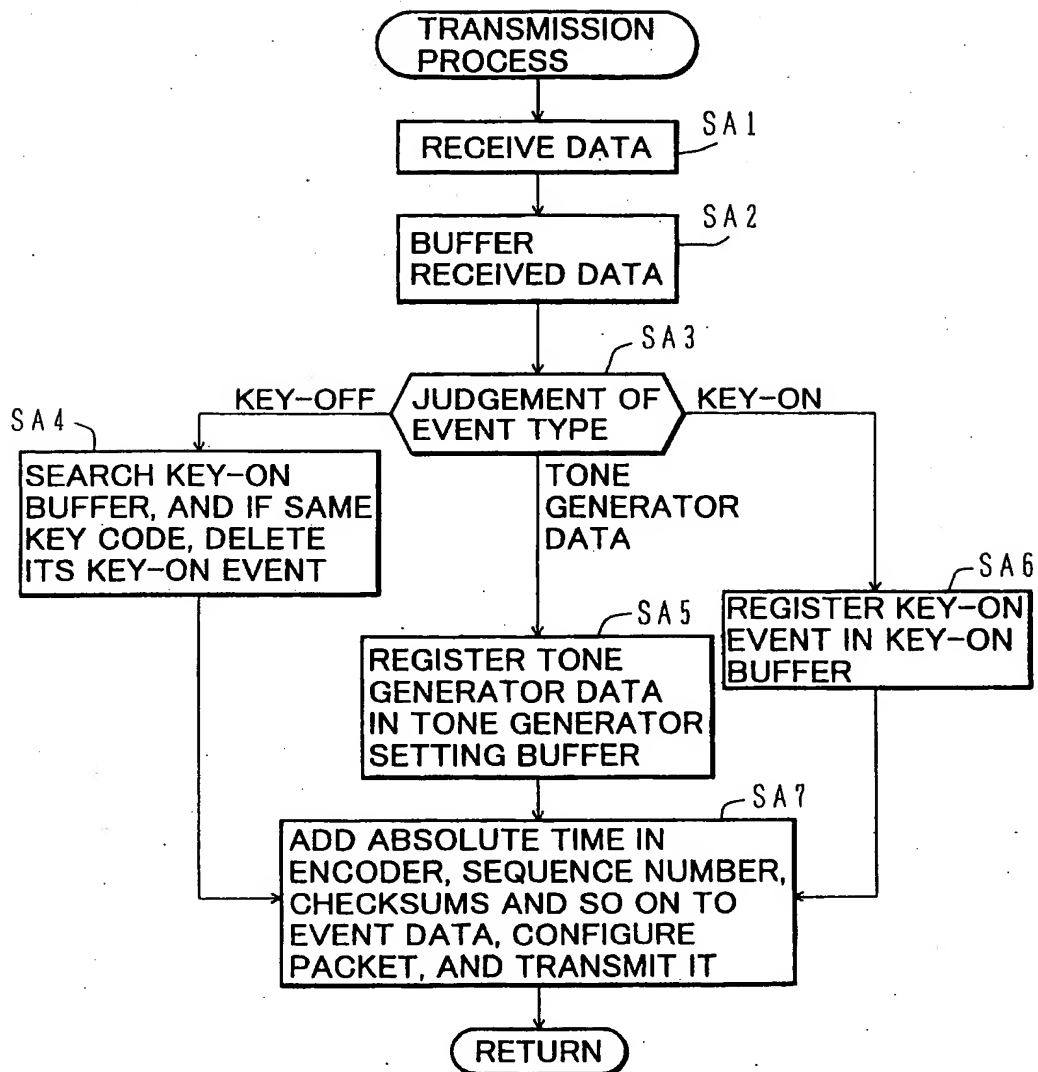 TRANSMISSION
PROCESS
SA1
RECEIVE DATA
SA2
BUFFER
RECEIVED DATA
SA3
JUDGEMENT OF
EVENT TYPE
KEY-OFF
KEY-ON
TONE
GENERATOR
DATA
SA4
SEARCH KEY-ON
BUFFER, AND IF SAME
KEY CODE, DELETE
ITS KEY-ON EVENT
SA5
REGISTER TONE
GENERATOR DATA
IN TONE GENERATOR
SETTING BUFFER
SA6
REGISTER KEY-ON
EVENT IN KEY-ON
BUFFER
SA7
ADD ABSOLUTE TIME IN
ENCODER, SEQUENCE NUMBER,
CHECKSUMS AND SO ON TO
EVENT DATA, CONFIGURE
PACKET, AND TRANSMIT IT
RETURN